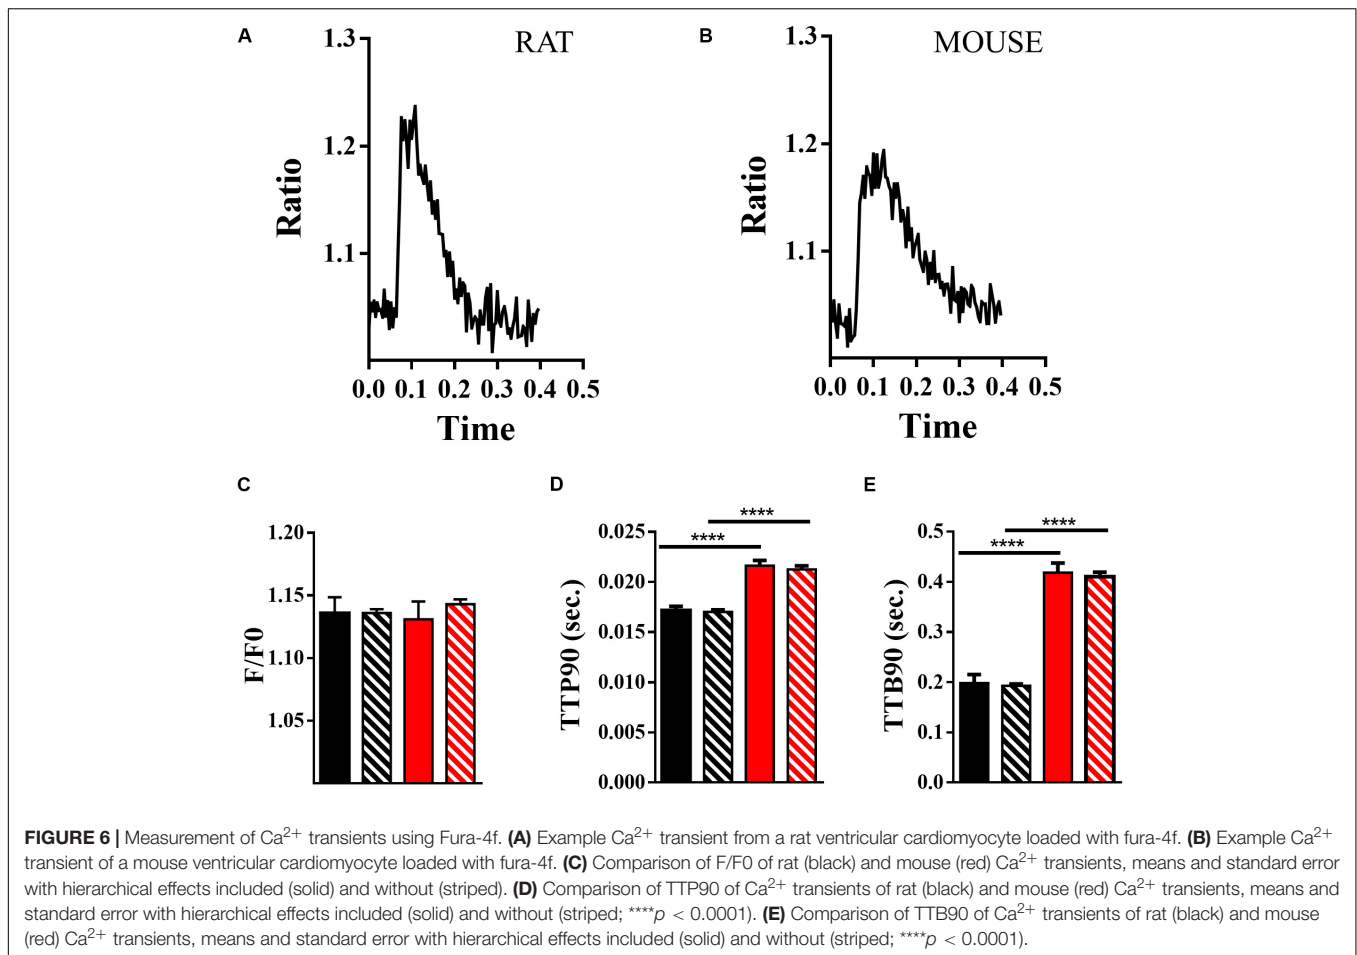 A
RAT
1.3
1.2
1.1
Ratio
0.0 0.1 0.2 0.3 0.4 0.5
Time
B
MOUSE
1.3
1.2
1.1
Ratio
0.0 0.1 0.2 0.3 0.4 0.5
Time
C
1.20
1.15
1.10
1.05
F/F0
D
****
****
0.025
0.020
0.015
0.010
0.005
0.000
TTP90 (sec.)
E
****
****
0.5
0.4
0.3
0.2
0.1
0.0
TTB90 (sec.)
FIGURE 6 | Measurement of Ca2+ transients using Fura-4f. (A) Example Ca2+ transient from a rat ventricular cardiomyocyte loaded with fura-4f. (B) Example Ca2+
transient of a mouse ventricular cardiomyocyte loaded with fura-4f. (C) Comparison of F/F0 of rat (black) and mouse (red) Ca2+ transients, means and standard error
with hierarchical effects included (solid) and without (striped). (D) Comparison of TTP90 of Ca2+ transients of rat (black) and mouse (red) Ca2+ transients, means and
standard error with hierarchical effects included (solid) and without (striped; ****p < 0.0001). (E) Comparison of TTB90 of Ca2+ transients of rat (black) and mouse
(red) Ca2+ transients, means and standard error with hierarchical effects included (solid) and without (striped; ****p < 0.0001).